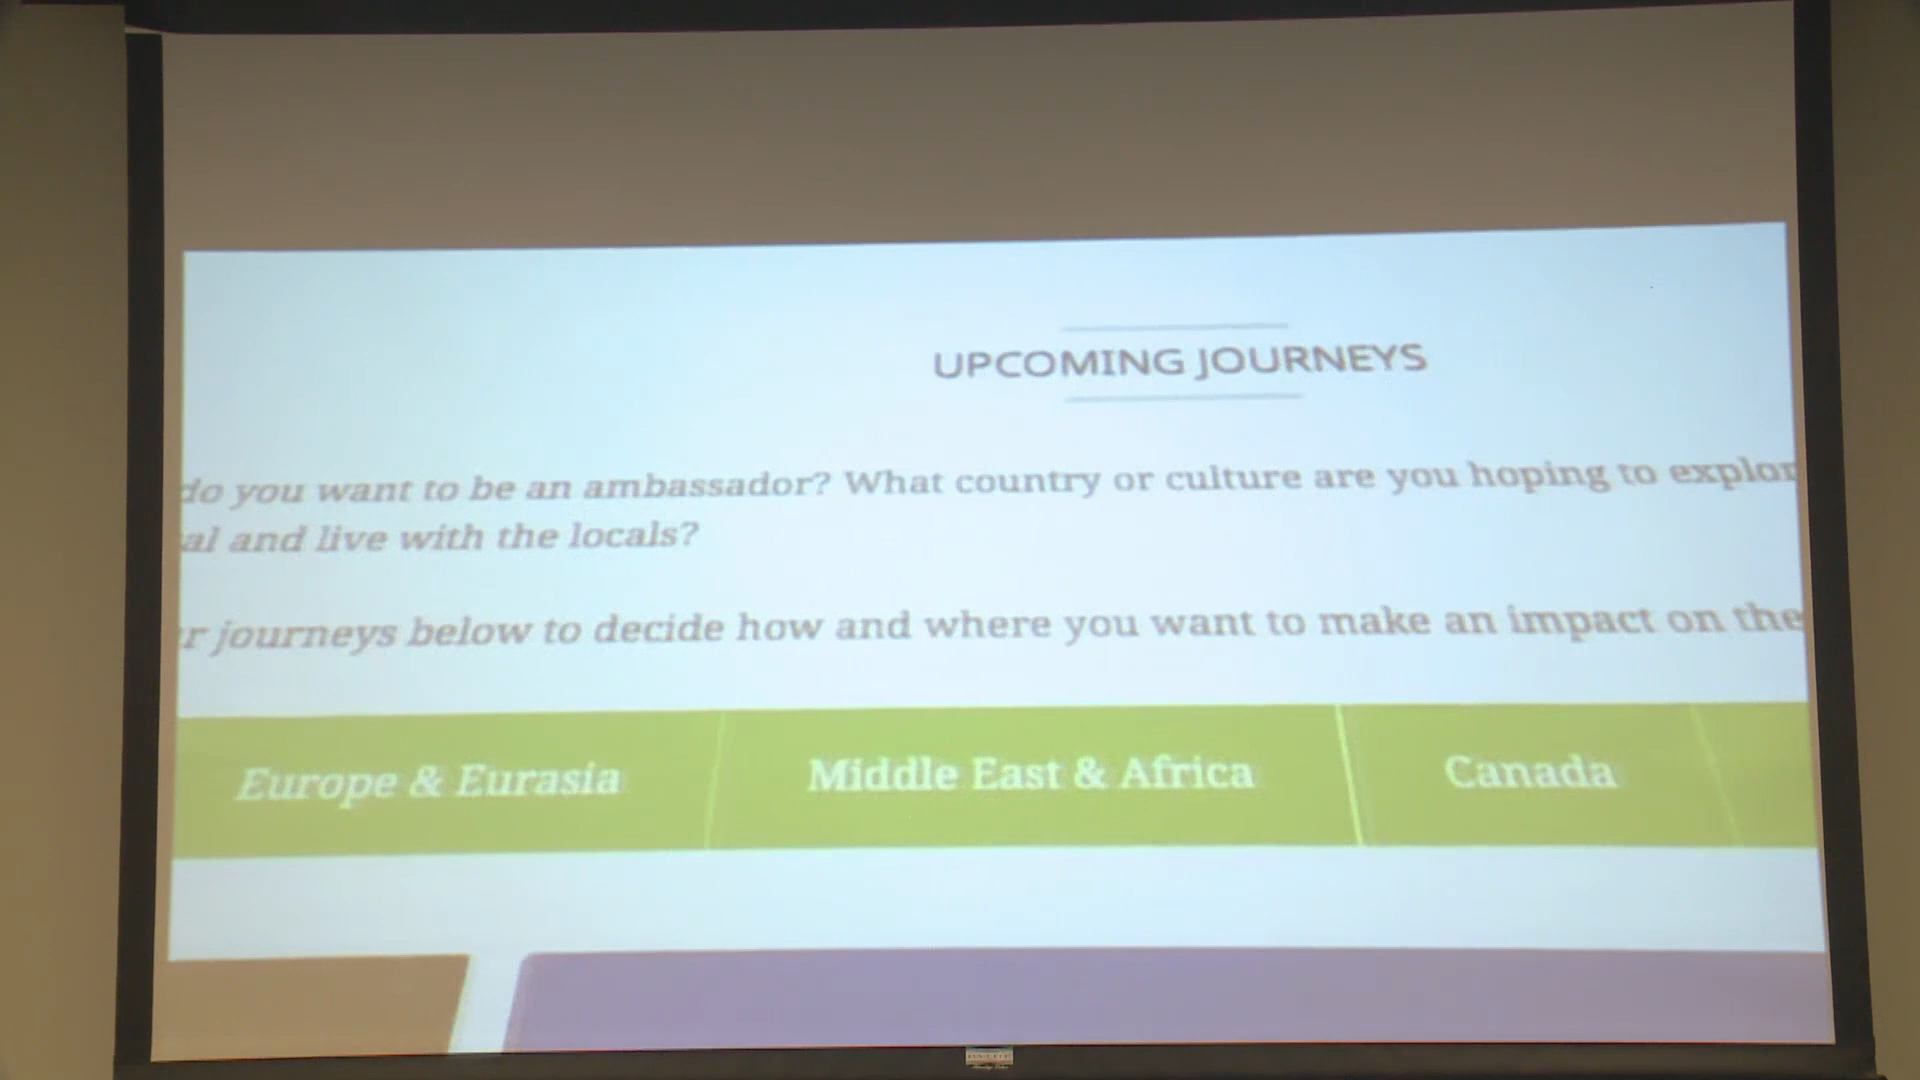 UPCOMING JOURNEYS
do you want to be an ambassador? What country or culture are you hoping to explor
al and live with the locals?
r journeys below to decide how and where you want to make an impact on the
Europe & Eurasia
Middle East & Africa
Canada